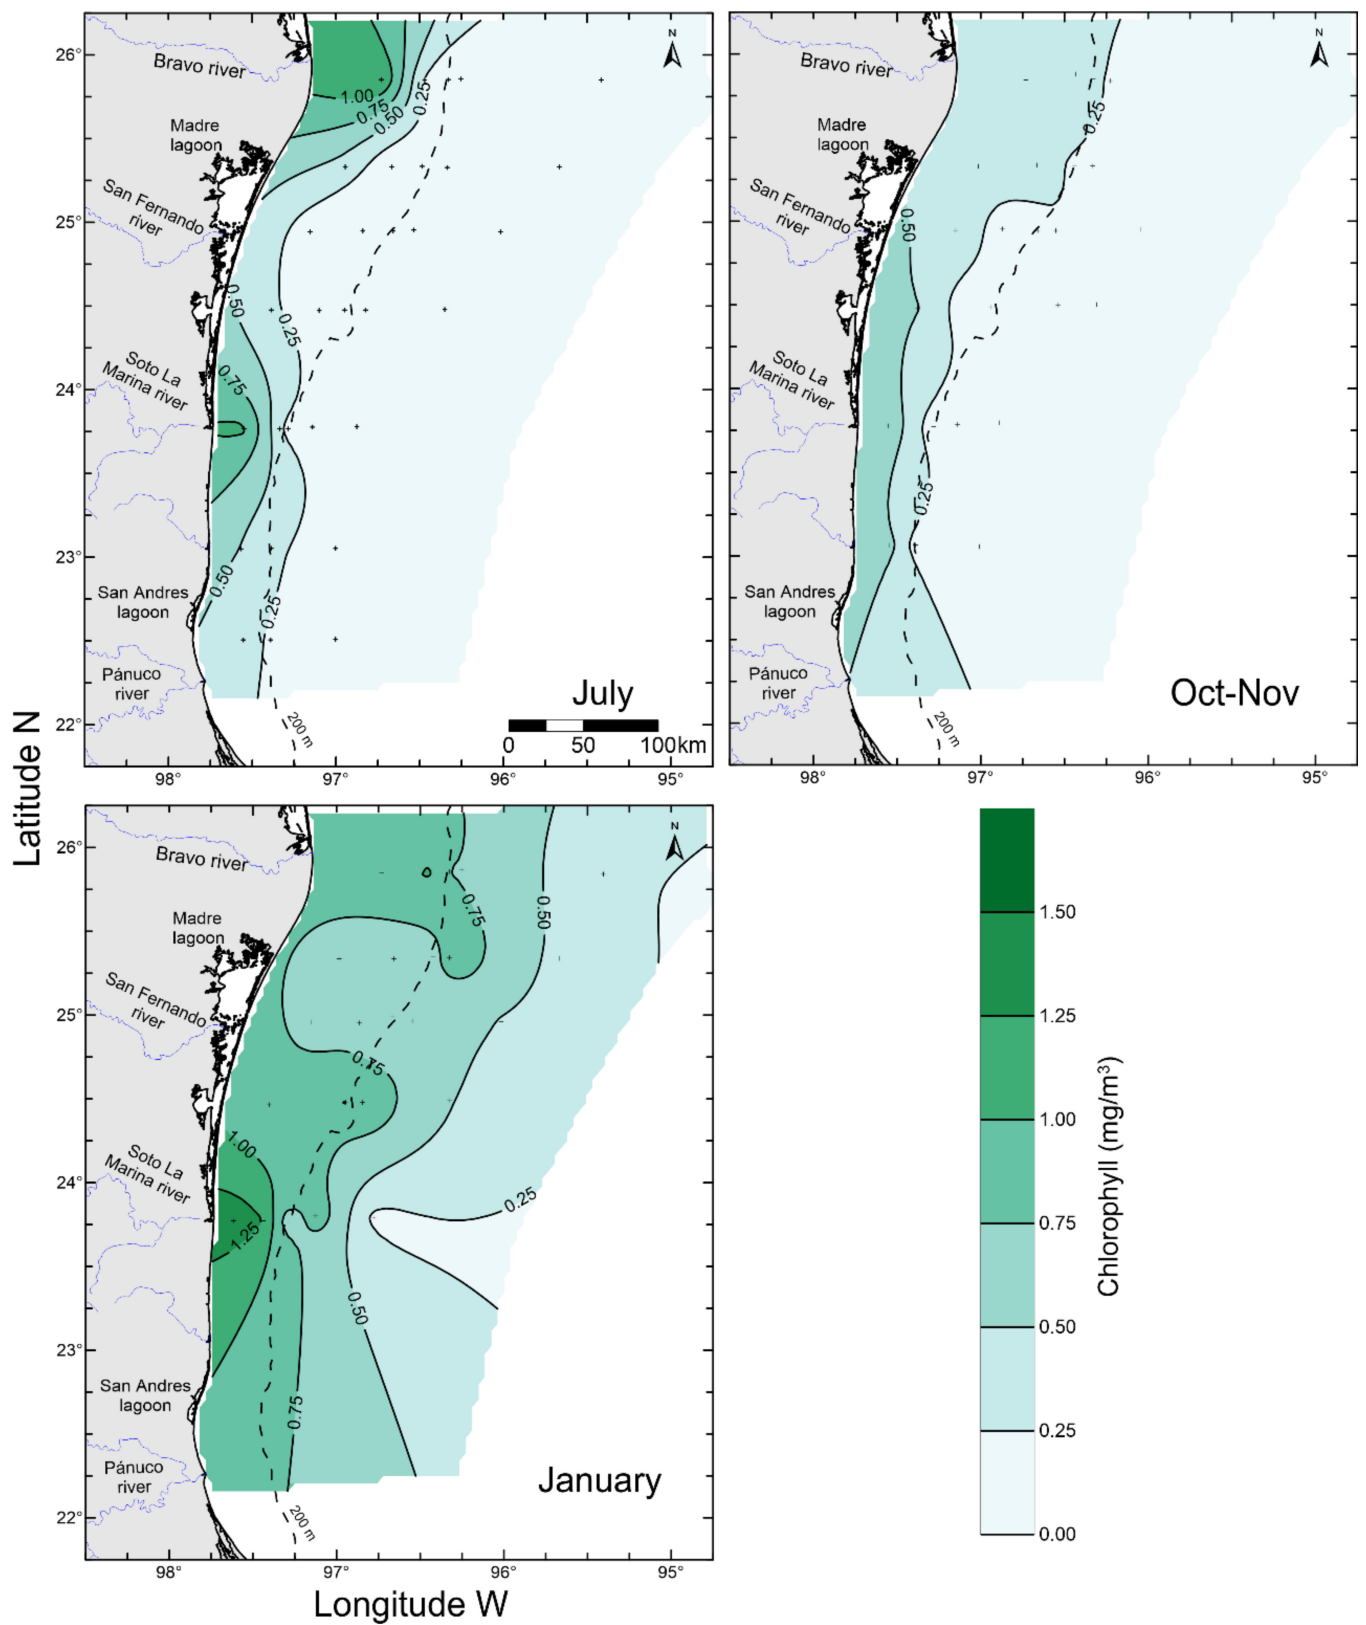 N
26°
Bravo river
1.00
0.75
0.50
0.25
Madre
lagoon
San Fernando
river
25°
0.50
0.25
Soto La
Marina river
24°
0.75
23°
0.50
0.25
San Andres
lagoon
Pánuco
river
July
22°
200 m
0 50 100km
98° 97° 96° 95°
N
Bravo river
0.25
Madre
lagoon
San Fernando
river
0.50
Soto La
Marina river
0.25
San Andres
lagoon
Pánuco
river
Oct-Nov
200 m
98° 97° 96° 95°
Latitude N
N
26°
Bravo river
0.75
0.50
Madre
lagoon
San Fernando
river
25°
0.75
1.00
Soto La
Marina river
24°
0.25
1.25
0.50
23°
San Andres
lagoon
0.75
Pánuco
river
January
22°
200 m
98° 97° 96° 95°
Longitude W
1.50
1.25
1.00
0.75
0.50
0.25
0.00
Chlorophyll (mg/m³)